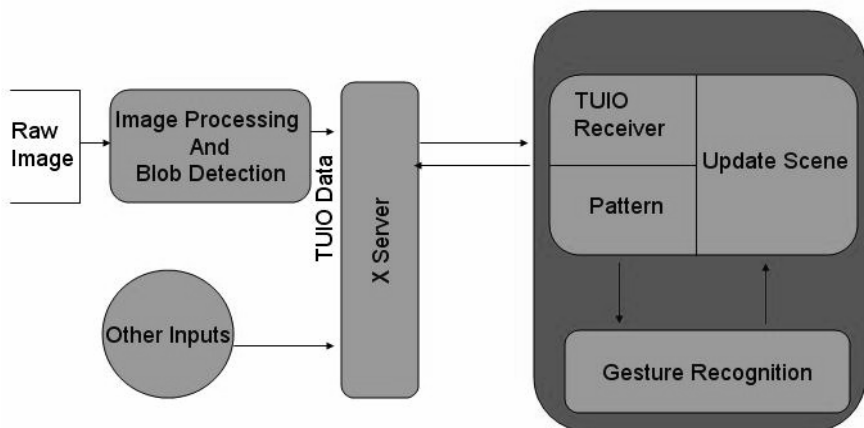 Raw
Image
Image Processing
And
Blob Detection
TUIO Data
X Server
Other Inputs
TUIO
Receiver
Pattern
Update Scene
Gesture Recognition